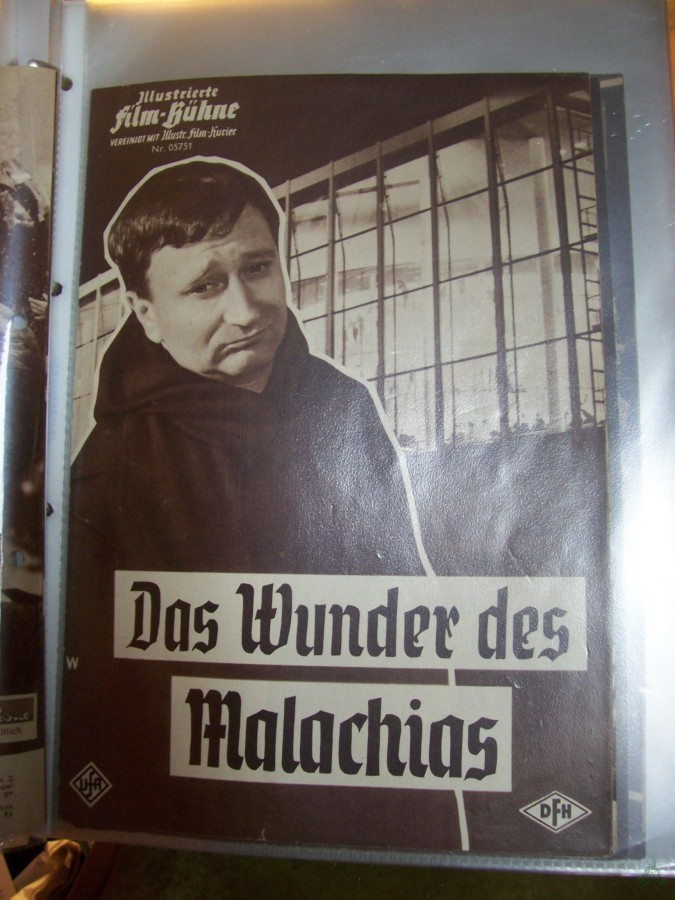 Illustrierte
Film-Bühne
VEREINIGT MIT Illustr. Film-Kurier
Nr. 05751
Das Wunder des
Malachias
W
UFA
DFH